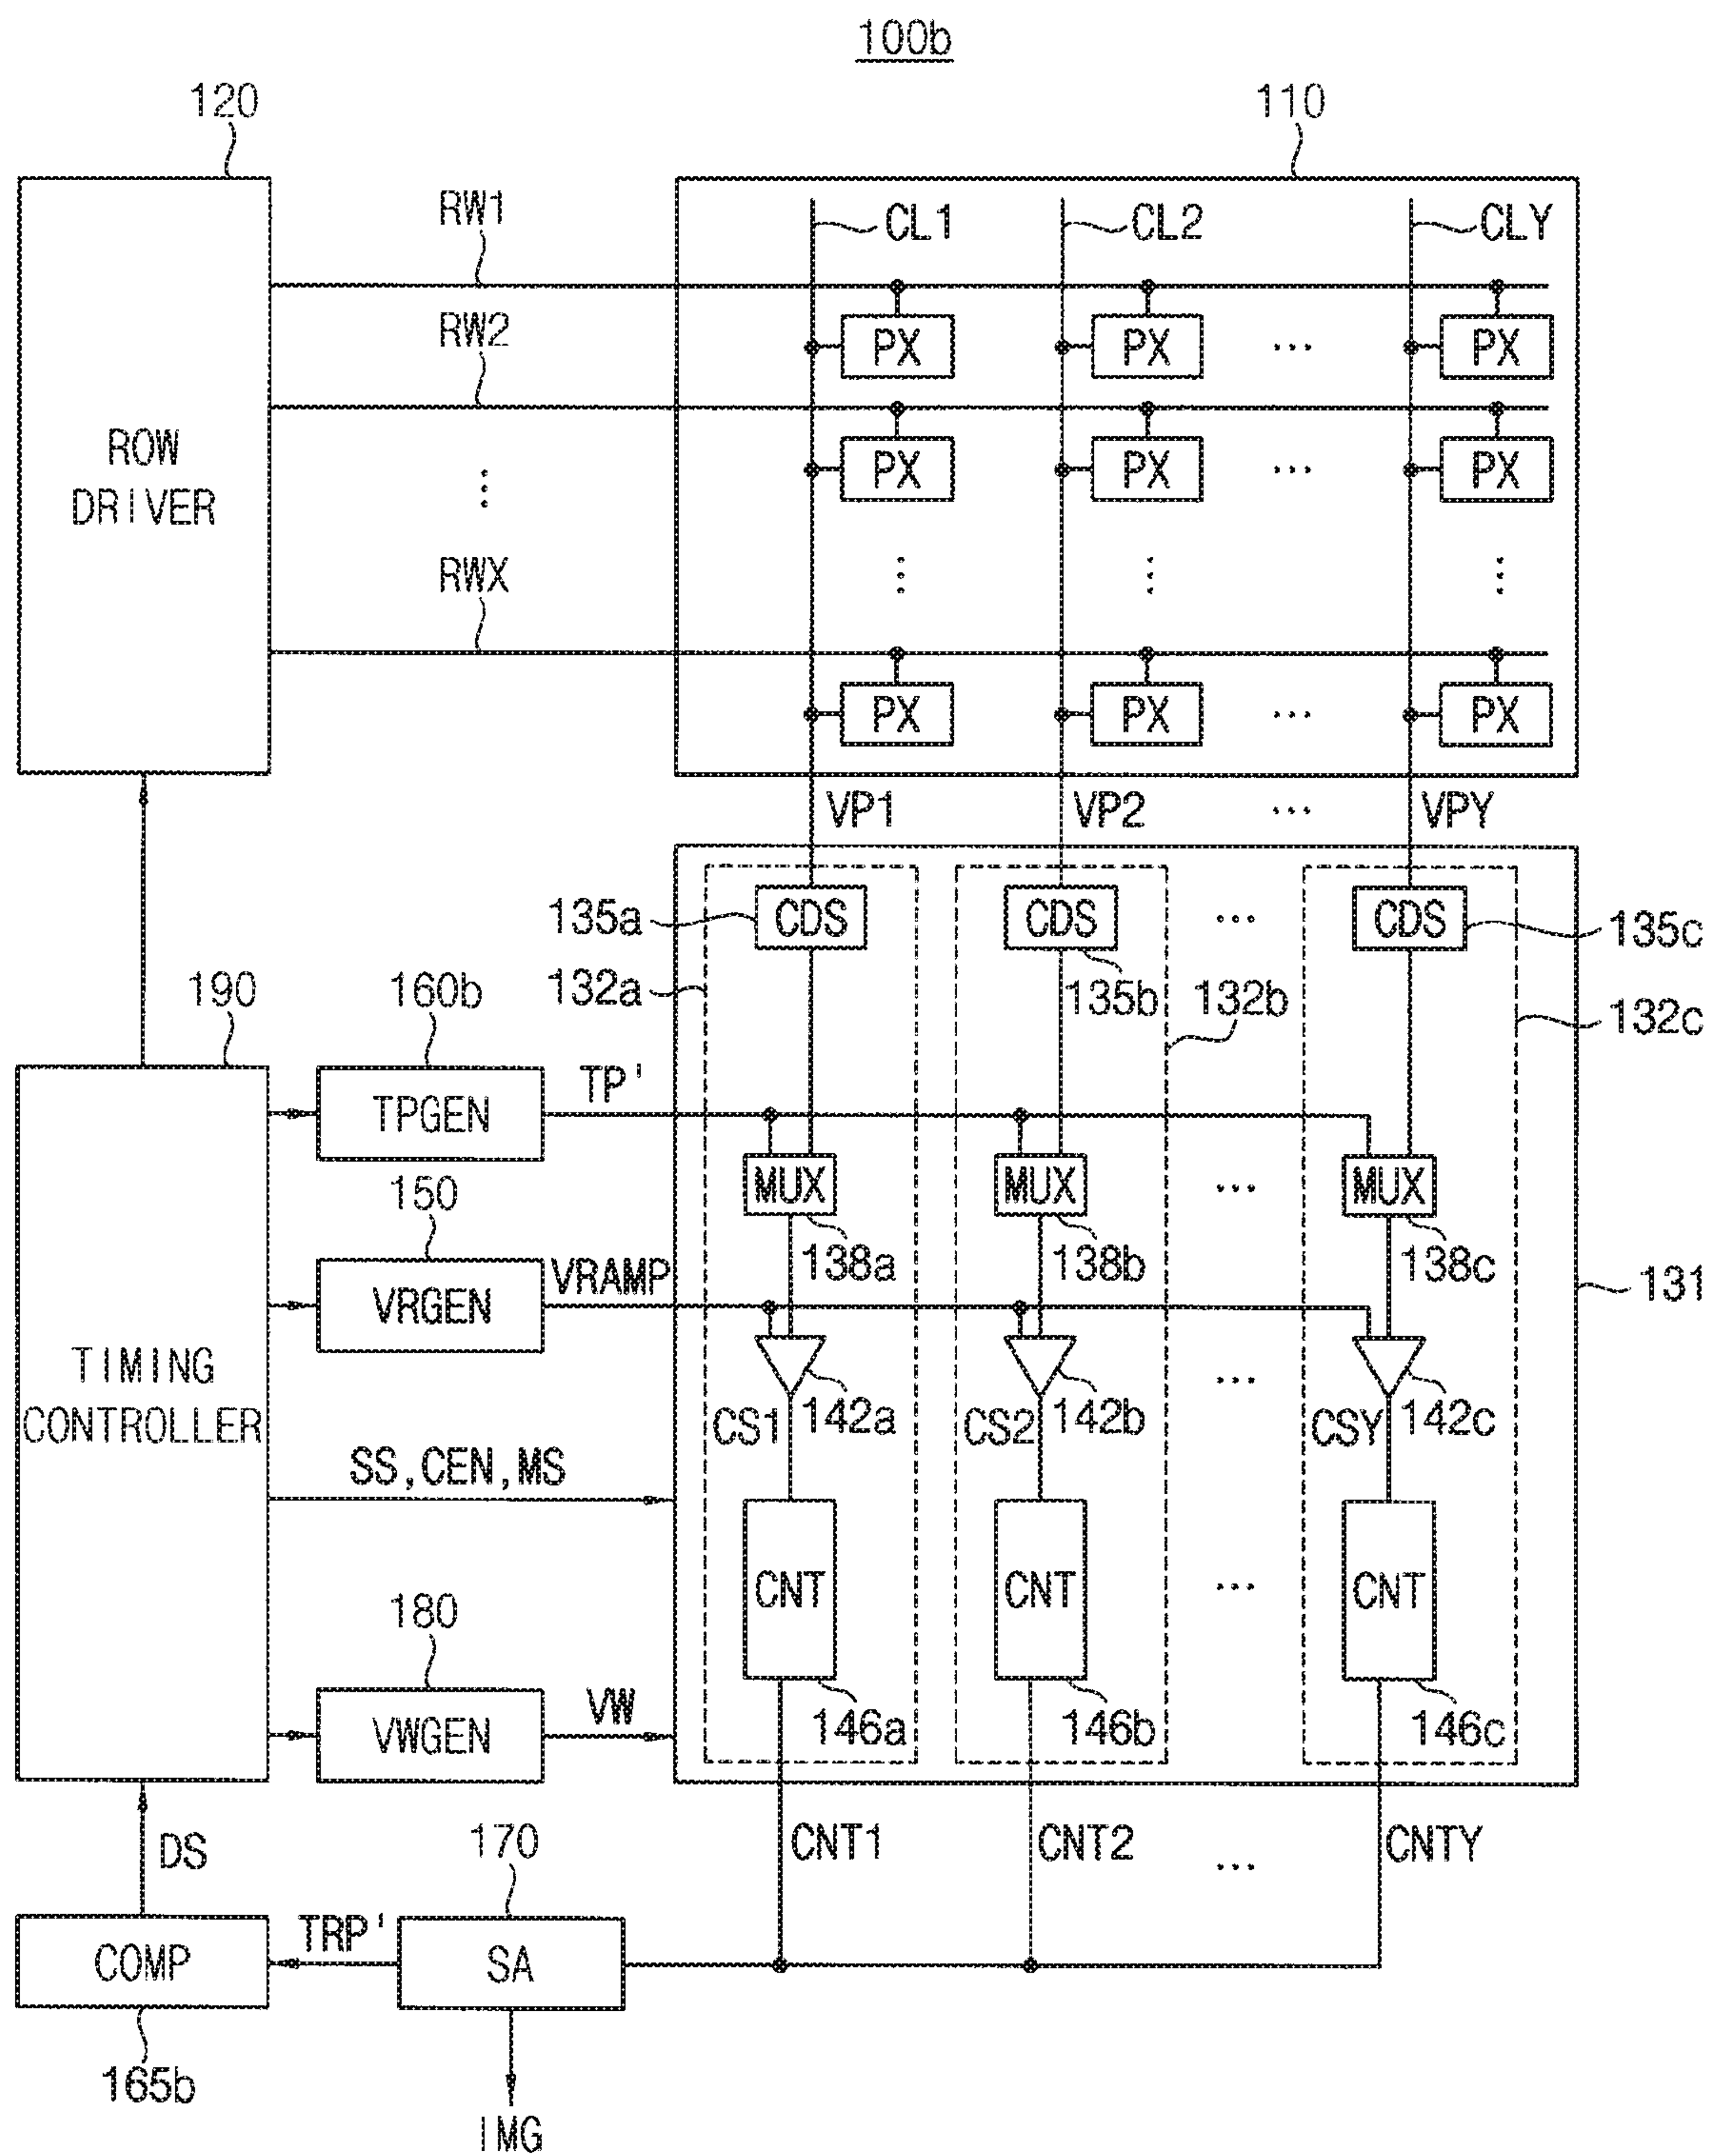 100b
120
110
RW1
CL1
CL2
CLY
RW2
PX
PX
...
PX
ROW
DRIVER
PX
PX
...
PX
RWX
PX
PX
...
PX
VP1
VP2
...
VPY
135a
CDS
CDS
...
CDS
135c
190
160b
132a
135b
132b
132c
TPGEN
TP'
MUX
MUX
...
MUX
150
138a
138b
138c
131
VRGEN
VRAMP
TIMING
CONTROLLER
CS1
142a
CS2
142b
...
CSY
142c
SS,CEN,MS
CNT
CNT
...
CNT
180
VWGEN
VW
146a
146b
146c
DS
170
CNT1
CNT2
...
CNTY
COMP
TRP'
SA
165b
IMG